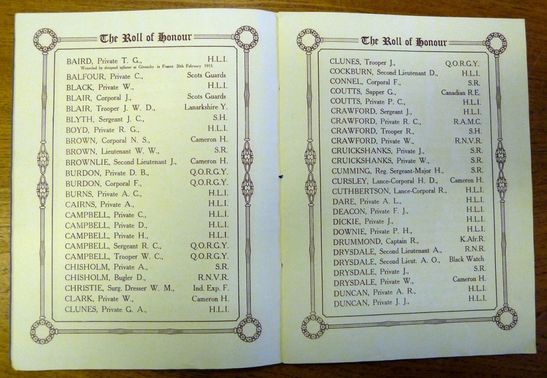 The Roll of Honour
BAIRD, Private T. G., H.L.I.
Wounded by shrapnel splinter at Givenchy in France 26th February 1915.
BALFOUR, Private C., Scots Guards
BLACK, Private W., H.L.I.
BLAIR, Corporal J., Scots Guards
BLAIR, Trooper J. W. D., Lanarkshire Y.
BLYTH, Sergeant J. C., S.H.
BOYD, Private R. G., H.L.I.
BROWN, Corporal N. S., Cameron H.
BROWN, Lieutenant W. W., S.R.
BROWNLIE, Second Lieutenant J., Cameron H.
BURDON, Private D. B., Q.O.R.G.Y.
BURDON, Corporal F., Q.O.R.G.Y.
BURNS, Private A. C., H.L.I.
CAIRNS, Private A., H.L.I.
CAMPBELL, Private C., H.L.I.
CAMPBELL, Private D., H.L.I.
CAMPBELL, Private H., H.L.I.
CAMPBELL, Sergeant R. C., Q.O.R.G.Y.
CAMPBELL, Trooper W. C., Q.O.R.G.Y.
CHISHOLM, Private A., S.R.
CHISHOLM, Bugler D., R.N.V.R.
CHRISTIE, Surg. Dresser W. M., Ind. Exp. F.
CLARK, Private W., Cameron H.
CLUNES, Private G. A., H.L.I.
The Roll of Honour
CLUNES, Trooper J., Q.O.R.G.Y.
COCKBURN, Second Lieutenant D., H.L.I.
CONNEL, Corporal F., S.R.
COUTTS, Sapper G., Canadian R.E.
COUTTS, Private P. C., H.L.I.
CRAWFORD, Sergeant J., H.L.I.
CRAWFORD, Private R. C., R.A.M.C.
CRAWFORD, Trooper R., S.H.
CRAWFORD, Private W., R.N.V.R.
CRUICKSHANKS, Private J., S.R.
CRUICKSHANKS, Private W., S.R.
CUMMING, Reg. Sergeant-Major H., S.R.
CURSLEY, Lance-Corporal H. D., Cameron H.
CUTHBERTSON, Lance-Corporal R., H.L.I.
DARE, Private A. L., H.L.I.
DEACON, Private F. J., H.L.I.
DICKIE, Private J., H.L.I.
DOWNIE, Private P. H., H.L.I.
DRUMMOND, Captain R., K.Afr.R.
DRYSDALE, Second Lieutenant A., R.N.R.
DRYSDALE, Second Lieut. A. O., Black Watch
DRYSDALE, Private J., S.R.
DRYSDALE, Private W., Cameron H.
DUNCAN, Private A. R., H.L.I.
DUNCAN, Private J. J., H.L.I.